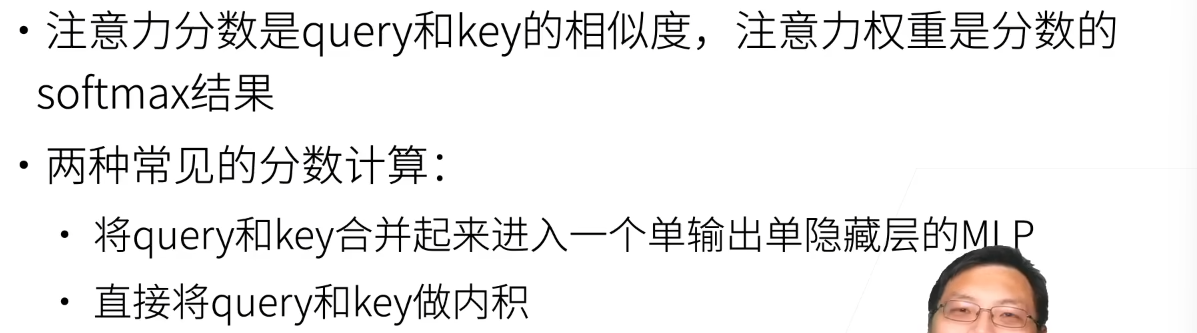 • 注意力分数是query和key的相似度，注意力权重是分数的
softmax结果
• 两种常见的分数计算：
• 将query和key合并起来进入一个单输出单隐藏层的MLP
• 直接将query和key做内积